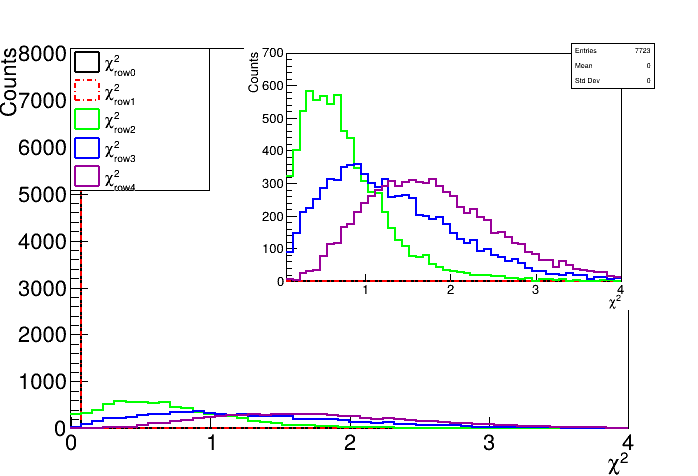 Counts
8000
7000
6000
5000
4000
3000
2000
1000
0
0 1 2 3 4
χ²
χ²row0
χ²row1
χ²row2
χ²row3
χ²row4
Counts
700
600
500
400
300
200
100
0
1 2 3 4
χ²
Entries 7723
Mean 0
Std Dev 0